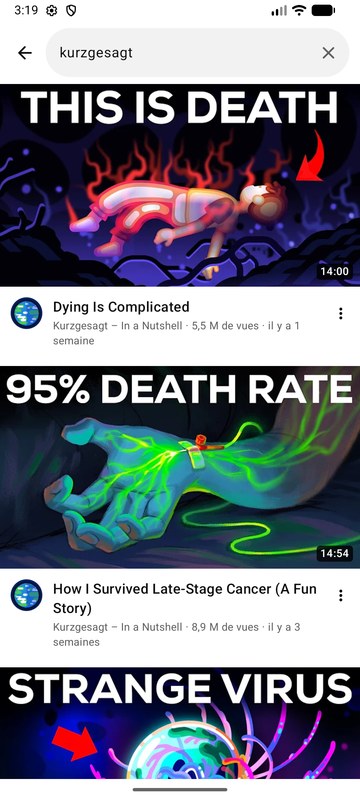 3:19
kurzgesagt
THIS IS DEATH
14:00
Dying Is Complicated
Kurzgesagt – In a Nutshell · 5,5 M de vues · il y a 1
semaine
95% DEATH RATE
14:54
How I Survived Late-Stage Cancer (A Fun
Story)
Kurzgesagt – In a Nutshell · 8,9 M de vues · il y a 3
semaines
STRANGE VIRUS